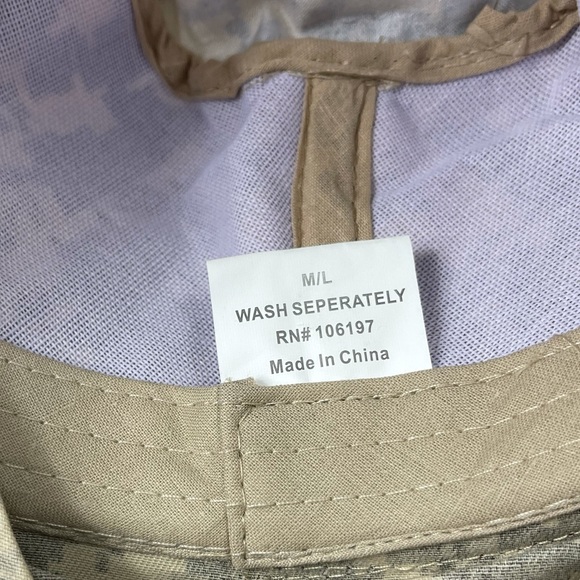 M/L
WASH SEPERATELY
RN# 106197
Made In China